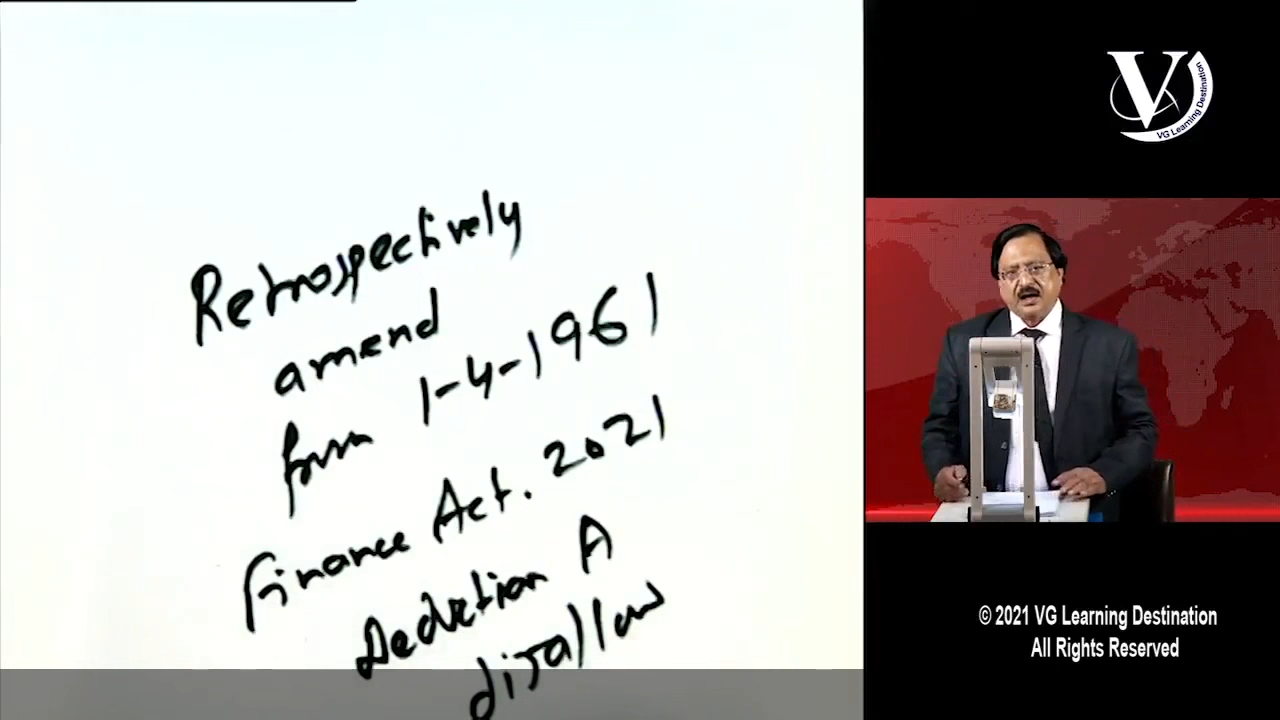 Retrospectively
amend
from 1-4-1961
Finance Act. 2021
Deduction A
disallow
V
VG Learning Destination
© 2021 VG Learning Destination
All Rights Reserved